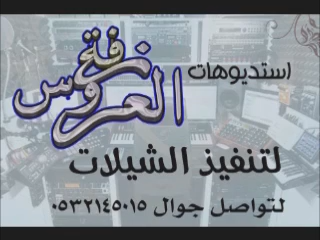 استديوهات
زفة العروس
لتنفيذ الشيلات
لتواصل جوال ٠٥٣٢١٤٥٠١٥